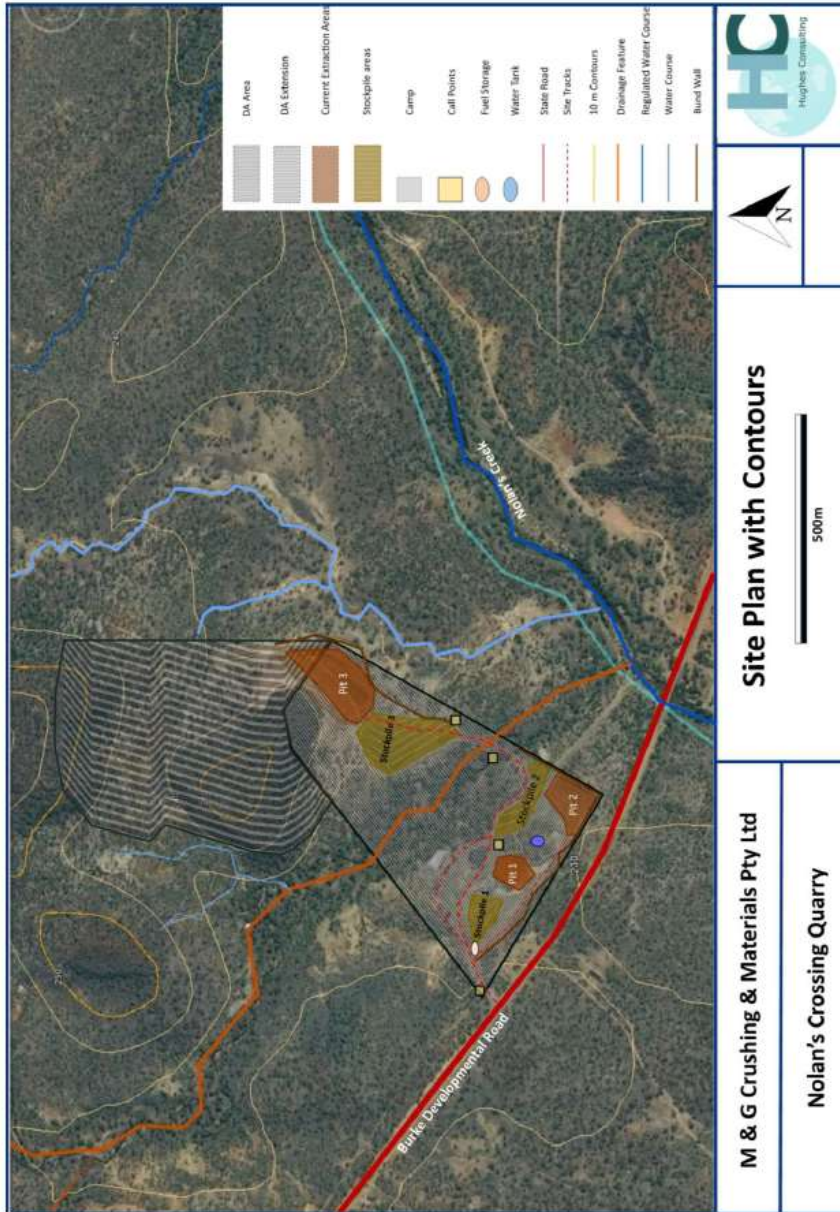 DA Area
DA Extension
Current Extraction Areas
Stockpile areas
Camp
Call Points
Fuel Storage
Water Tank
State Road
Site Tracks
10 m Contours
Drainage Feature
Regulated Water Course
Water Course
Bund Wall
Nolan's Creek
Pit 3
Stockpile 3
Stockpile 2
Pit 2
Pit 1
Stockpile 1
Burke Developmental Road
M & G Crushing & Materials Pty Ltd
Nolan's Crossing Quarry
Site Plan with Contours
500m
N
HC
Hughes Consulting